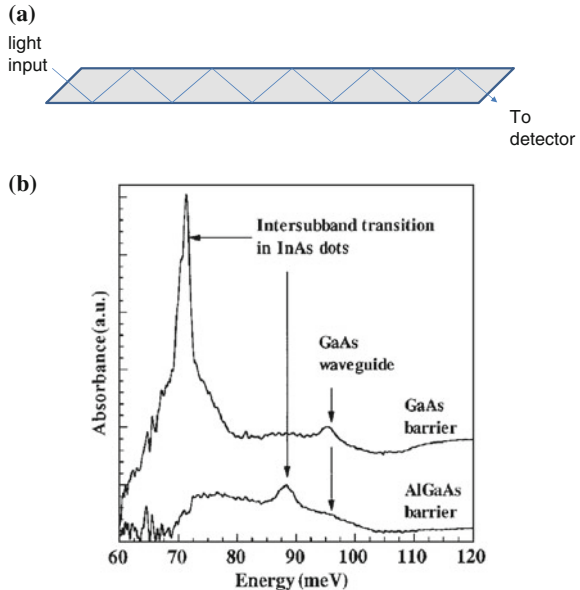 (a)
light
input
To
detector
(b)
Absorbance (a.u.)
Intersubband transition
in InAs dots
GaAs
waveguide
GaAs
barrier
AlGaAs
barrier
60 70 80 90 100 110 120
Energy (meV)